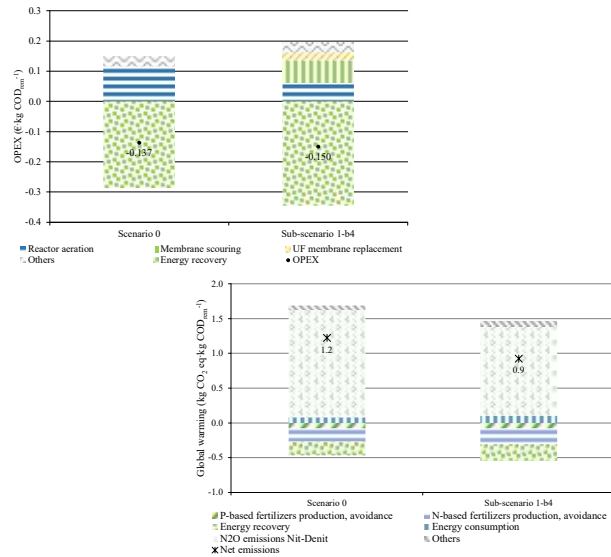 0.3
0.2
0.1
0.0
-0.1
-0.2
-0.3
-0.4
OPEX (€·kg CODrem⁻¹)
-0.137
-0.150
Scenario 0
Sub-scenario 1-b4
Reactor aeration
Membrane scouring
UF membrane replacement
Others
Energy recovery
OPEX
2.0
1.5
1.0
0.5
0.0
-0.5
-1.0
Global warming (kg CO2 eq·kg CODrem⁻¹)
1.2
0.9
Scenario 0
Sub-scenario 1-b4
P-based fertilizers production, avoidance
N-based fertilizers production, avoidance
Energy recovery
Energy consumption
N2O emissions Nit-Denit
Others
Net emissions